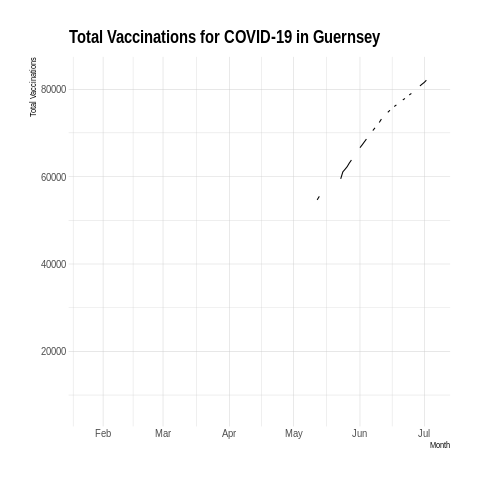 Total Vaccinations for COVID-19 in Guernsey
Total Vaccinations
80000
60000
40000
20000
Feb Mar Apr May Jun Jul
Month